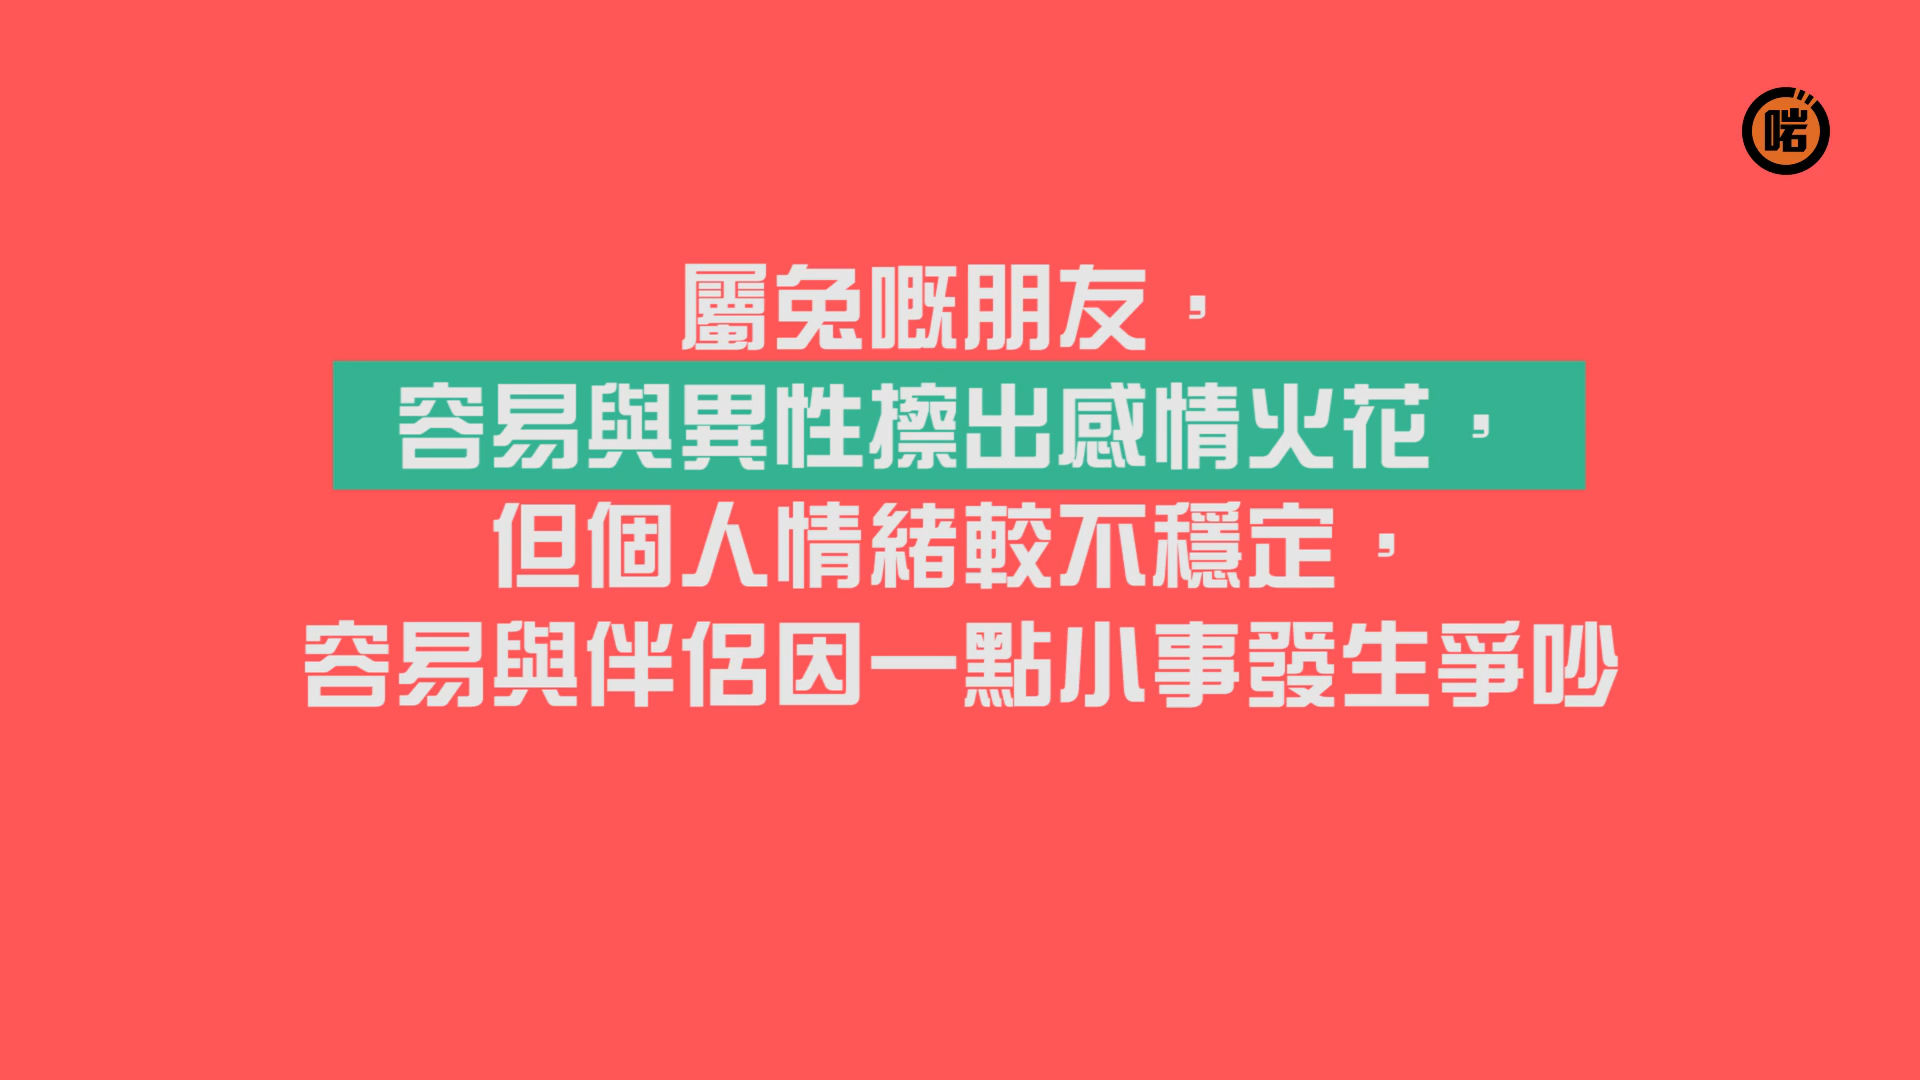 啱
屬兔嘅朋友，
容易與異性擦出感情火花，
但個人情緒較不穩定，
容易與伴侶因一點小事發生爭吵